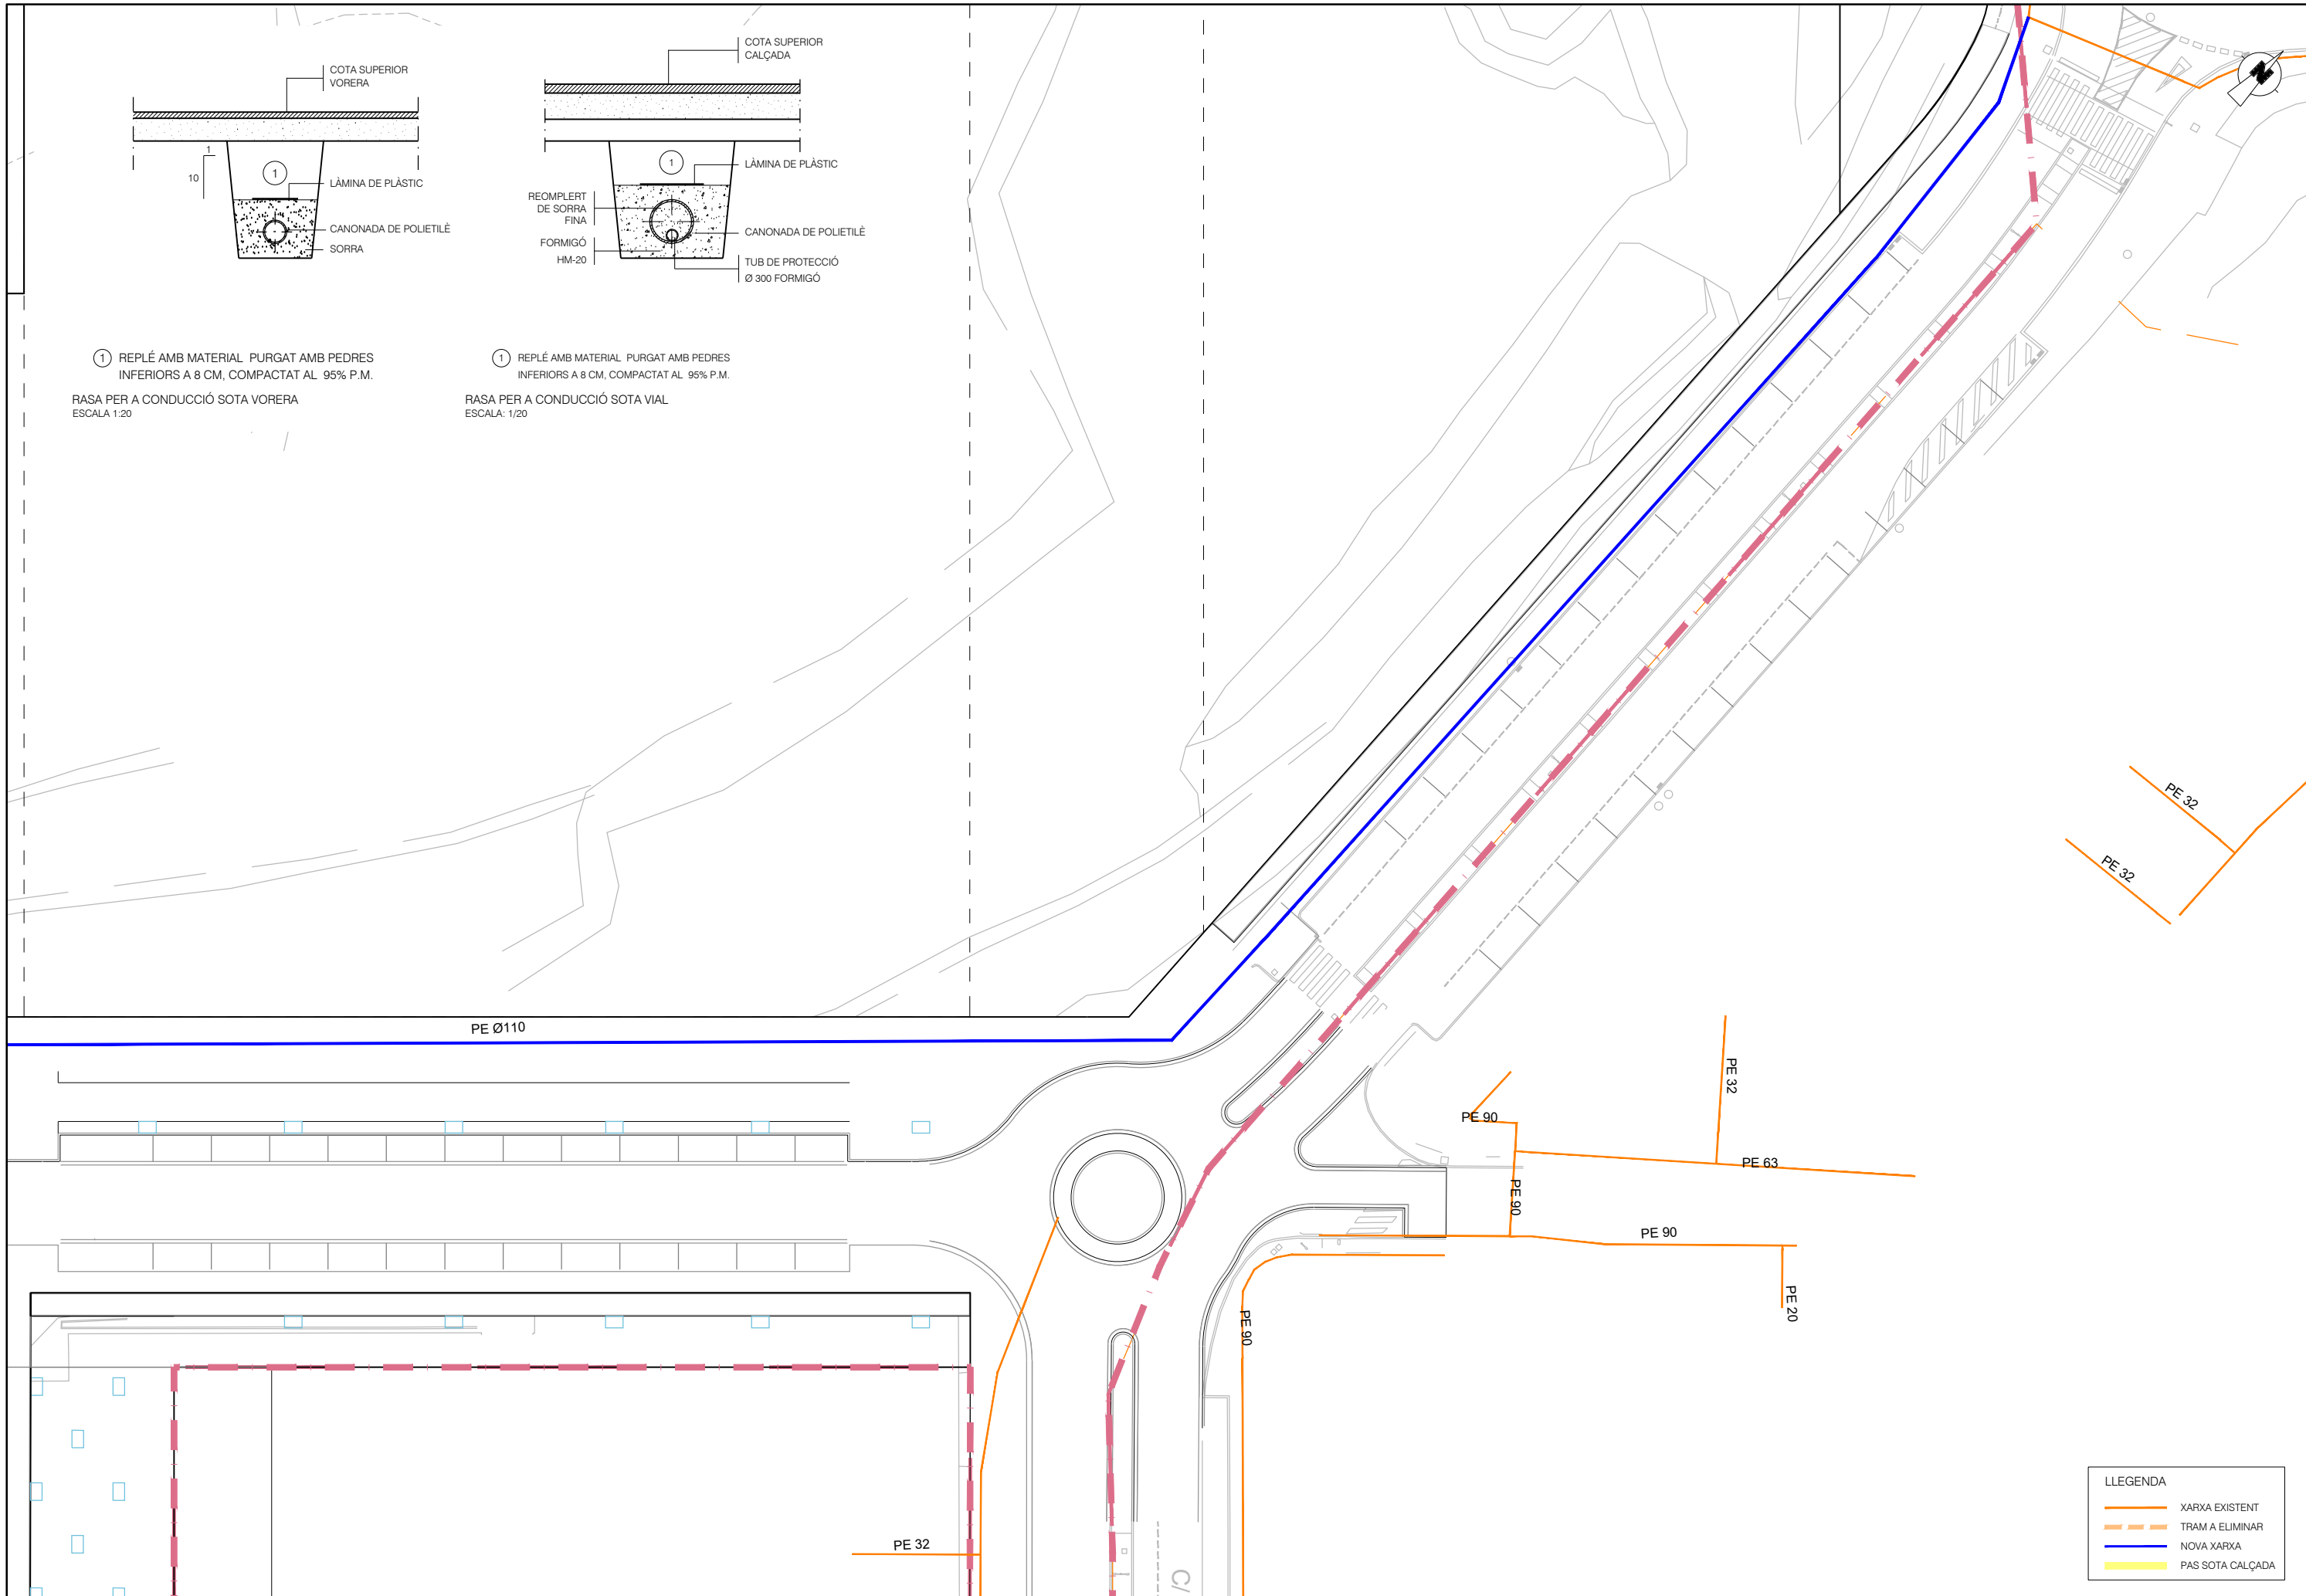 COTA SUPERIOR
VORERA
1
10
1
LÀMINA DE PLÀSTIC
CANONADA DE POLIETILÈ
SORRA
COTA SUPERIOR
CALÇADA
1
LÀMINA DE PLÀSTIC
REOMPLERT
DE SORRA
FINA
CANONADA DE POLIETILÈ
FORMIGÓ
HM-20
TUB DE PROTECCIÓ
Ø 300 FORMIGÓ
1 REPLÉ AMB MATERIAL PURGAT AMB PEDRES
INFERIORS A 8 CM, COMPACTAT AL 95% P.M.
RASA PER A CONDUCCIÓ SOTA VORERA
ESCALA 1:20
1 REPLÉ AMB MATERIAL PURGAT AMB PEDRES
INFERIORS A 8 CM, COMPACTAT AL 95% P.M.
RASA PER A CONDUCCIÓ SOTA VIAL
ESCALA: 1/20
N
PE 32
PE 32
PE Ø110
PE 32
PE 90
PE 63
PE 90
PE 90
PE 20
PE 90
PE 32
C/
LLEGENDA
XARXA EXISTENT
TRAM A ELIMINAR
NOVA XARXA
PAS SOTA CALÇADA